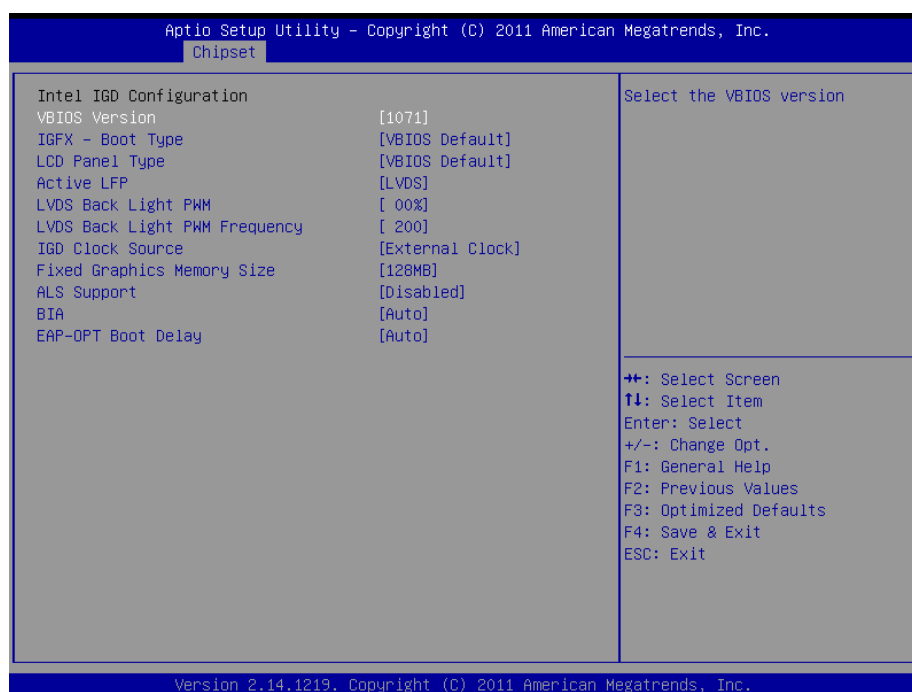 Aptio Setup Utility – Copyright (C) 2011 American Megatrends, Inc.
Chipset
Intel IGD Configuration
VBIOS Version [1071]
IGFX – Boot Type [VBIOS Default]
LCD Panel Type [VBIOS Default]
Active LFP [LVDS]
LVDS Back Light PWM [ 00%]
LVDS Back Light PWM Frequency [ 200]
IGD Clock Source [External Clock]
Fixed Graphics Memory Size [128MB]
ALS Support [Disabled]
BIA [Auto]
EAP-OPT Boot Delay [Auto]
Select the VBIOS version
→←: Select Screen
↑↓: Select Item
Enter: Select
+/-: Change Opt.
F1: General Help
F2: Previous Values
F3: Optimized Defaults
F4: Save & Exit
ESC: Exit
Version 2.14.1219. Copyright (C) 2011 American Megatrends, Inc.